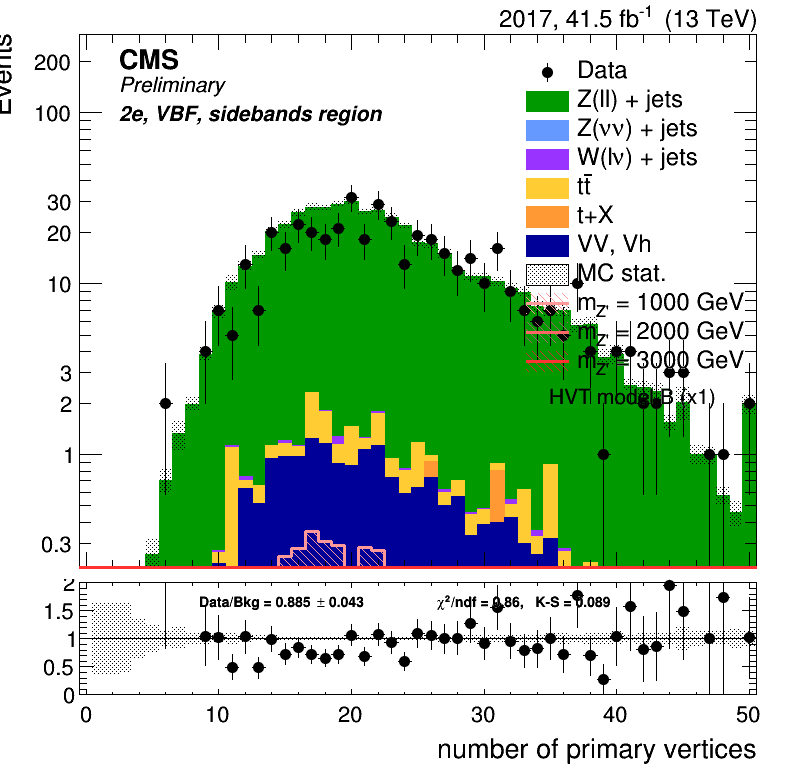 2017, 41.5 fb-1 (13 TeV)
Events
CMS
Preliminary
2e, VBF, sidebands region
Data
Z(ll) + jets
Z(νν) + jets
W(lν) + jets
tt̄
t+X
VV, Vh
MC stat.
mZ' = 1000 GeV
mZ' = 2000 GeV
mZ' = 3000 GeV
HVT model B (x1)
200
100
30
20
10
3
2
1
0.3
Data/Bkg = 0.885 ± 0.043
χ2/ndf = 0.86, K-S = 0.089
2
1.5
1
0.5
0
0 10 20 30 40 50
number of primary vertices